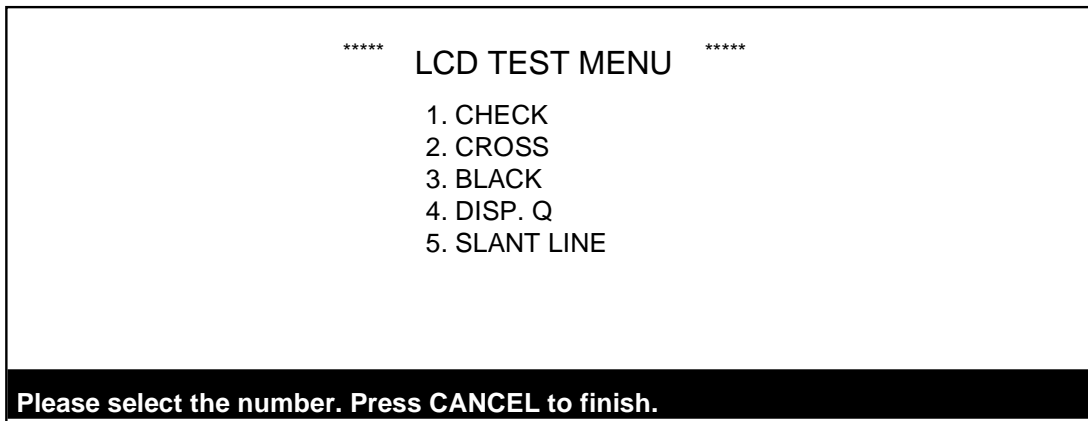 ***** LCD TEST MENU *****
1. CHECK
2. CROSS
3. BLACK
4. DISP. Q
5. SLANT LINE
Please select the number. Press CANCEL to finish.